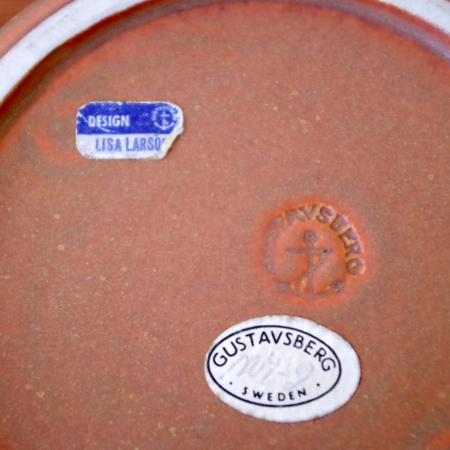 DESIGN
LISA LARSO
GUSTAVSBERG
GUSTAVSBERG
· SWEDEN ·